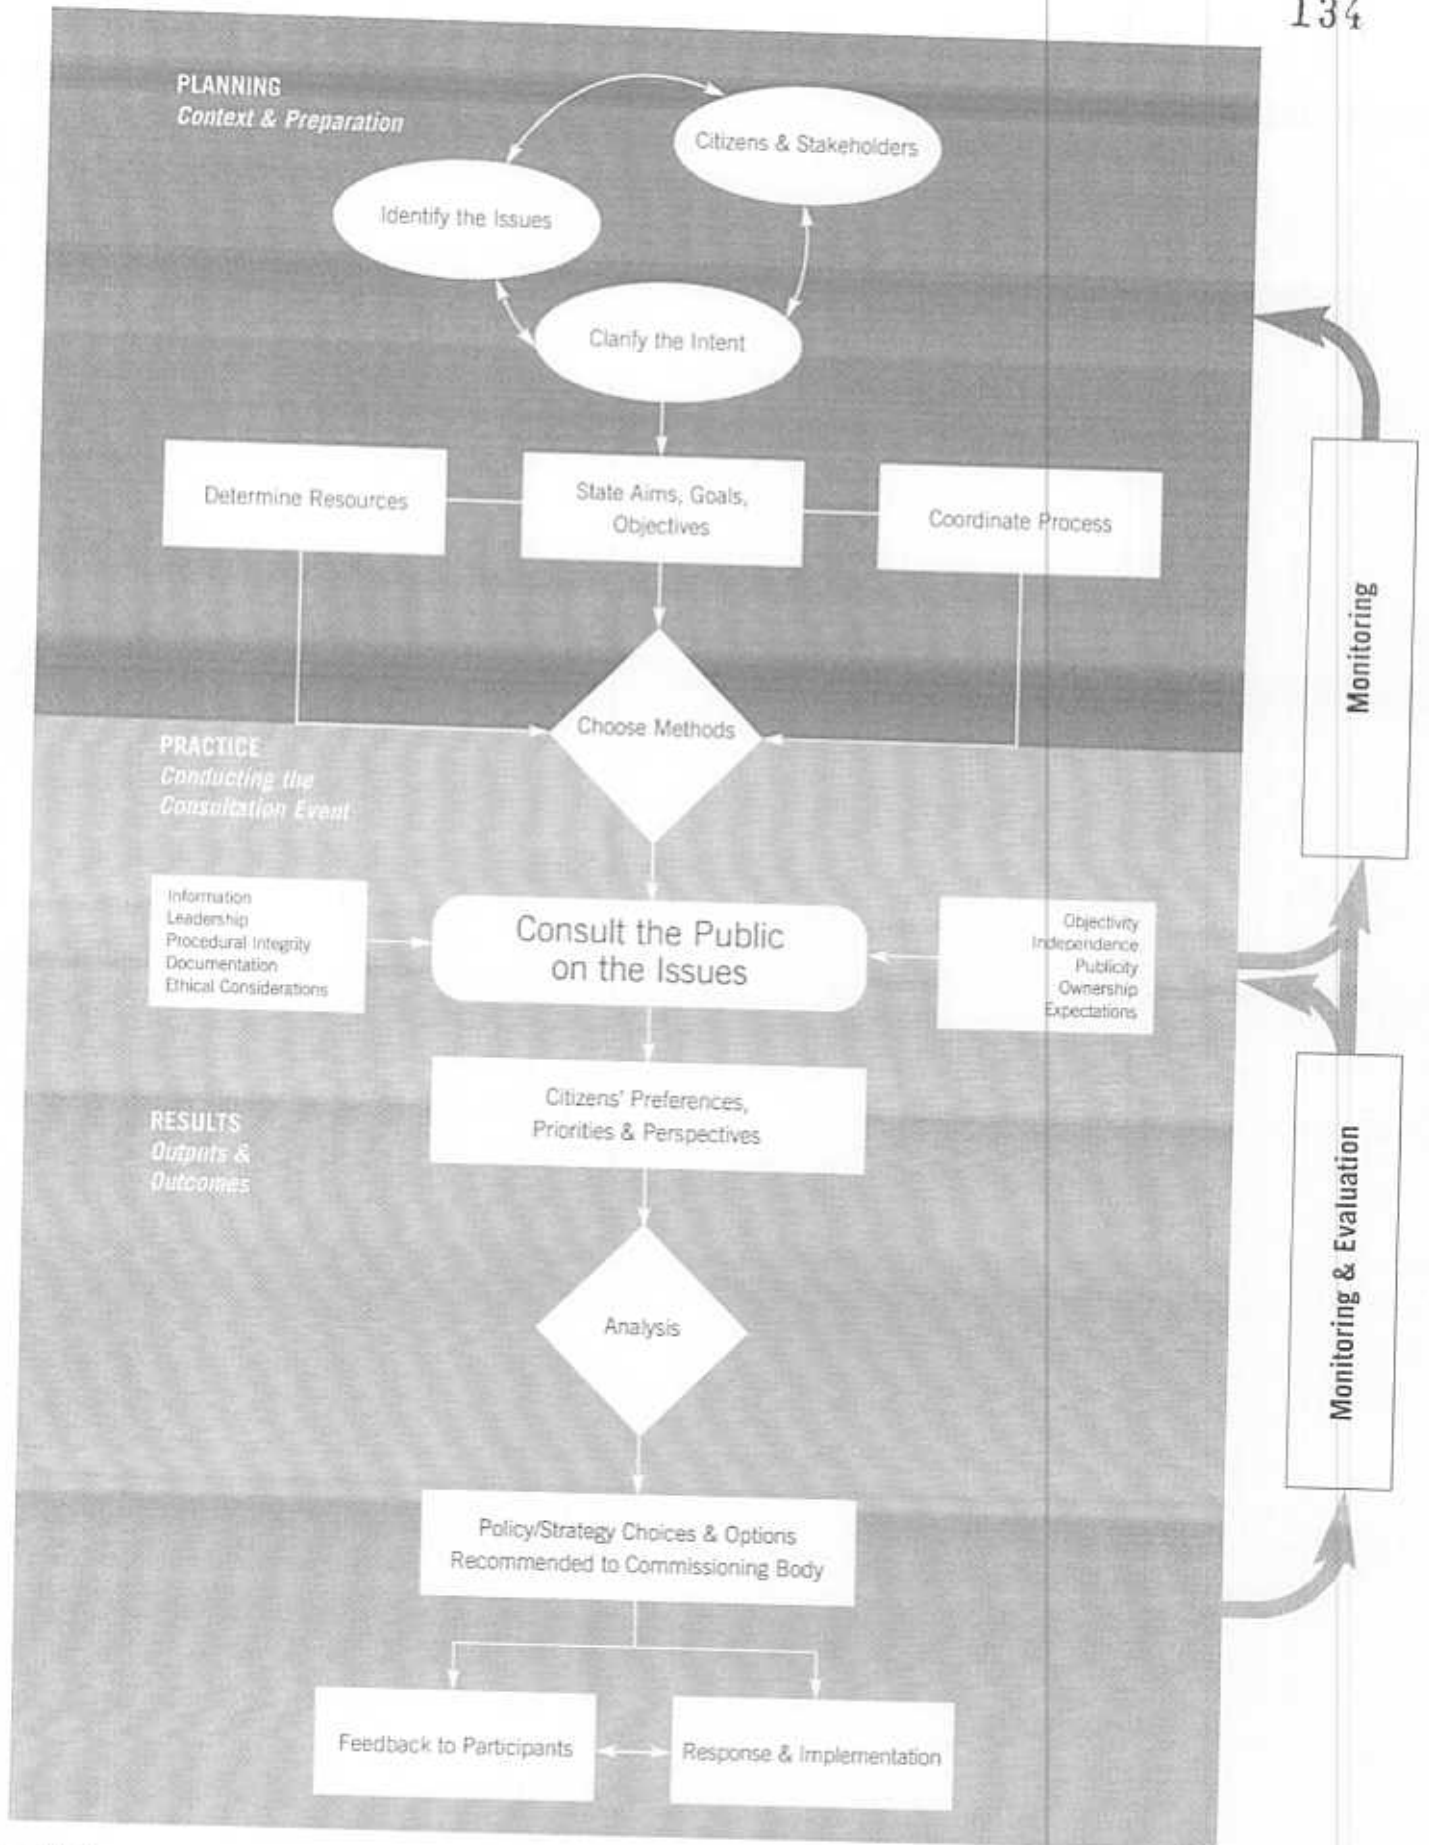 134
PLANNING
Context & Preparation
Citizens & Stakeholders
Identify the Issues
Clarify the Intent
Determine Resources
State Aims, Goals,
Objectives
Coordinate Process
Monitoring
Choose Methods
PRACTICE
Conducting the
Consultation Event
Information
Leadership
Procedural Integrity
Documentation
Ethical Considerations
Consult the Public
on the Issues
Objectivity
Independence
Publicity
Ownership
Expectations
Citizens' Preferences,
Priorities & Perspectives
RESULTS
Outputs &
Outcomes
Monitoring & Evaluation
Analysis
Policy/Strategy Choices & Options
Recommended to Commissioning Body
Feedback to Participants
Response & Implementation